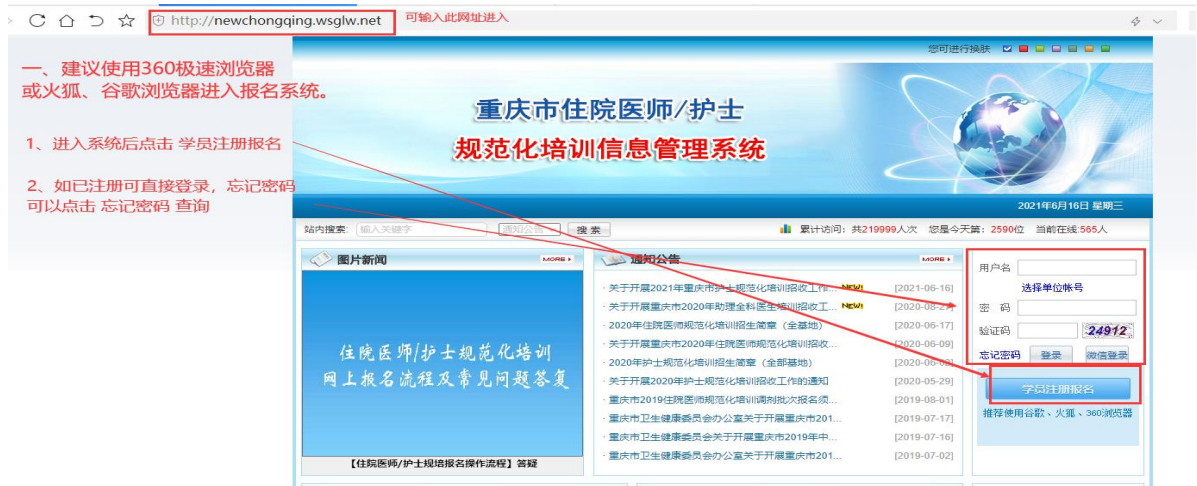 http://newchongqing.wsglw.net
可输入此网址进入
您可进行换肤
一、建议使用360极速浏览器
或火狐、谷歌浏览器进入报名系统。
1、进入系统后点击 学员注册报名
2、如已注册可直接登录，忘记密码
可以点击 忘记密码 查询
重庆市住院医师/护士
规范化培训信息管理系统
2021年6月16日 星期三
站内搜索: 输入关键字 通知公告 搜 索
累计访问：共219999人次 您是今天第：2590位 当前在线:565人
图片新闻 MORE
住院医师/护士规范化培训
网上报名流程及常见问题答复
【住院医师/护士规培报名操作流程】答疑
通知公告 MORE
· 关于开展2021年重庆市护士规范化培训招收工作... NEW! [2021-06-16]
· 关于开展重庆市2020年助理全科医生培训招收工... NEW! [2020-08-27]
· 2020年住院医师规范化培训招生简章（全基地） [2020-06-17]
· 关于开展重庆市2020年住院医师规范化培训招收... [2020-06-09]
· 2020年护士规范化培训招生简章（全部基地）
· 关于开展2020年护士规范化培训招收工作的通知 [2020-05-29]
· 重庆市2019住院医师规范化培训调剂批次报名须... [2019-08-01]
· 重庆市卫生健康委员会办公室关于开展重庆市201... [2019-07-17]
· 重庆市卫生健康委员会关于开展重庆市2019年中... [2019-07-16]
· 重庆市卫生健康委员会办公室关于开展重庆市201... [2019-07-02]
用户名
选择单位帐号
密 码
验证码 24912
忘记密码 登录 微信登录
学员注册报名
推荐使用谷歌、火狐、360浏览器